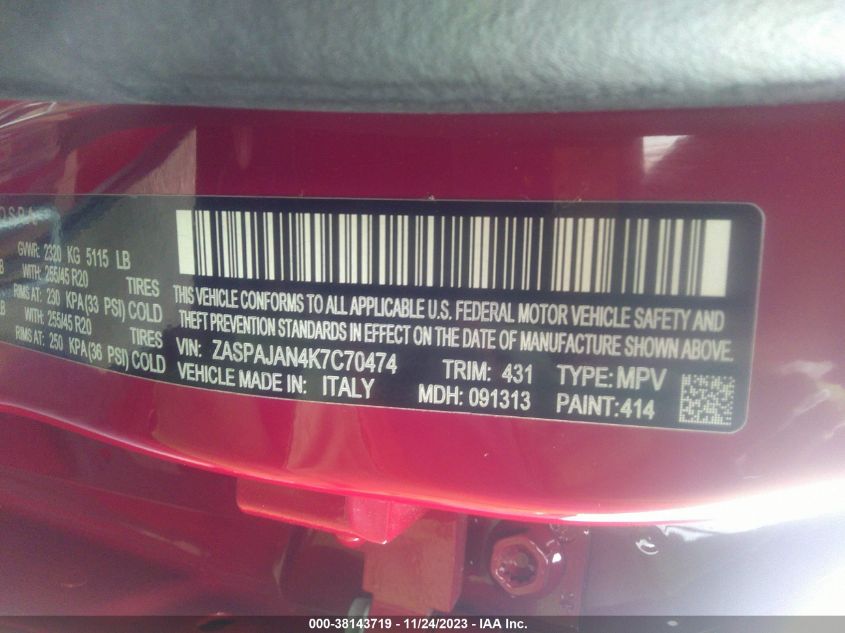 GVWR: 2320 KG 5115 LB
WITH: 255/45 R20 TIRES
RIMS AT: 230 KPA(33 PSI) COLD
WITH: 255/45 R20 TIRES
RIMS AT: 250 KPA(36 PSI) COLD
THIS VEHICLE CONFORMS TO ALL APPLICABLE U.S. FEDERAL MOTOR VEHICLE SAFETY AND
THEFT PREVENTION STANDARDS IN EFFECT ON THE DATE OF MANUFACTURE SHOWN ABOVE.
VIN: ZASPAJAN4K7C70474 TRIM: 431 TYPE: MPV
VEHICLE MADE IN: ITALY MDH: 091313 PAINT:414
000-38143719 - 11/24/2023 - IAA Inc.